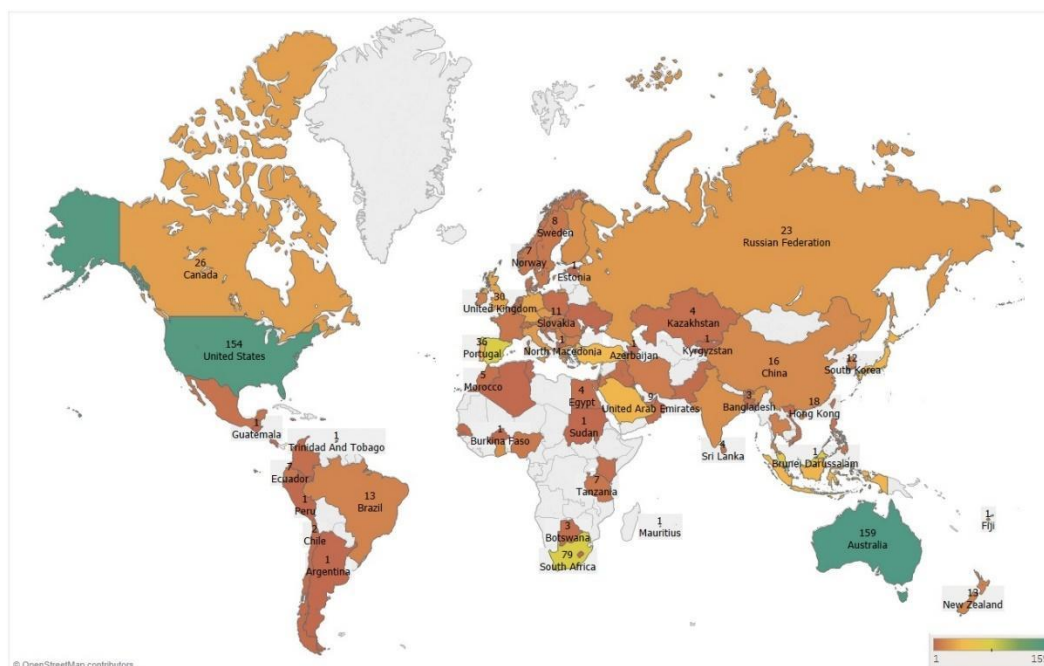 8
Sweden
7
Norway
1
Estonia
23
Russian Federation
26
Canada
30
United Kingdom
11
Slovakia
4
Kazakhstan
154
United States
36
Portugal
1
North Macedonia
1
Azerbaijan
1
Kyrgyzstan
16
China
12
South Korea
5
Morocco
4
Egypt
9
United Arab Emirates
3
Bangladesh
18
Hong Kong
1
Guatemala
1
Trinidad And Tobago
1
Burkina Faso
1
Sudan
4
Sri Lanka
1
Brunei Darussalam
7
Ecuador
1
Peru
13
Brazil
7
Tanzania
2
Chile
1
Argentina
3
Botswana
1
Mauritius
79
South Africa
159
Australia
1
Fiji
13
New Zealand
1
© OpenStreetMap contributors